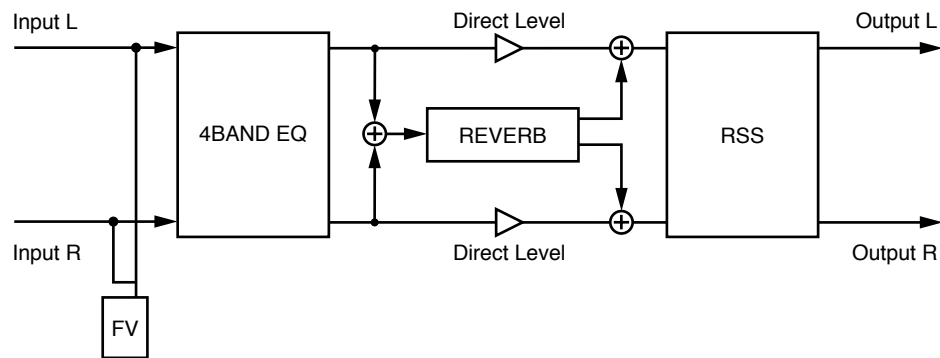 Input L
Direct Level
Output L
4BAND EQ
REVERB
RSS
Input R
Direct Level
Output R
FV